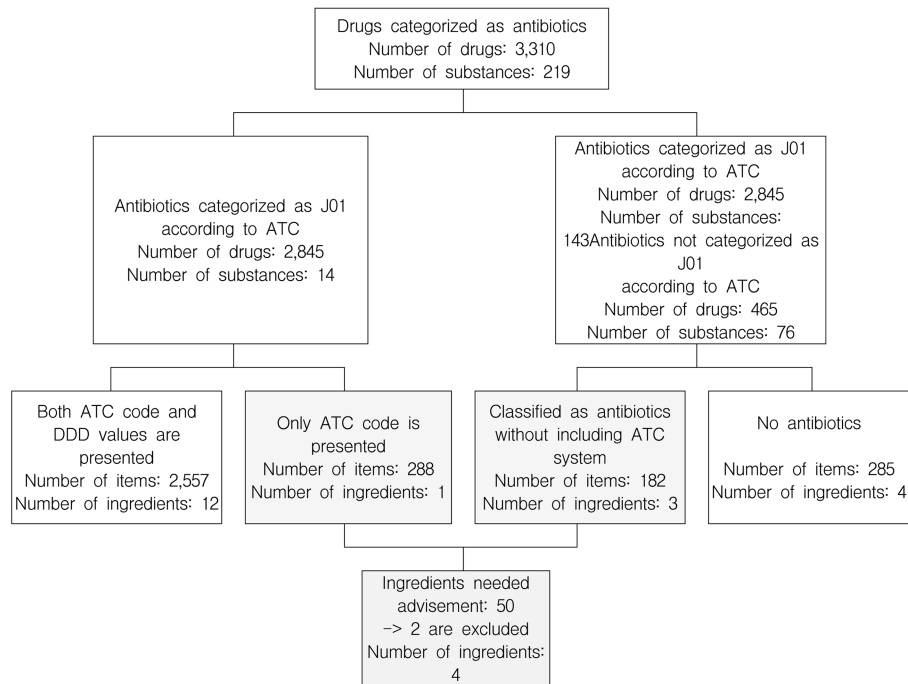 Drugs categorized as antibiotics
Number of drugs: 3,310
Number of substances: 219
Antibiotics categorized as J01
according to ATC
Number of drugs: 2,845
Number of substances: 14
Antibiotics categorized as J01
according to ATC
Number of drugs: 2,845
Number of substances:
143Antibiotics not categorized as
J01
according to ATC
Number of drugs: 465
Number of substances: 76
Both ATC code and
DDD values are
presented
Number of items: 2,557
Number of ingredients: 12
Only ATC code is
presented
Number of items: 288
Number of ingredients: 1
Classified as antibiotics
without including ATC
system
Number of items: 182
Number of ingredients: 3
No antibiotics
Number of items: 285
Number of ingredients: 4
Ingredients needed
advisement: 50
-> 2 are excluded
Number of ingredients:
4